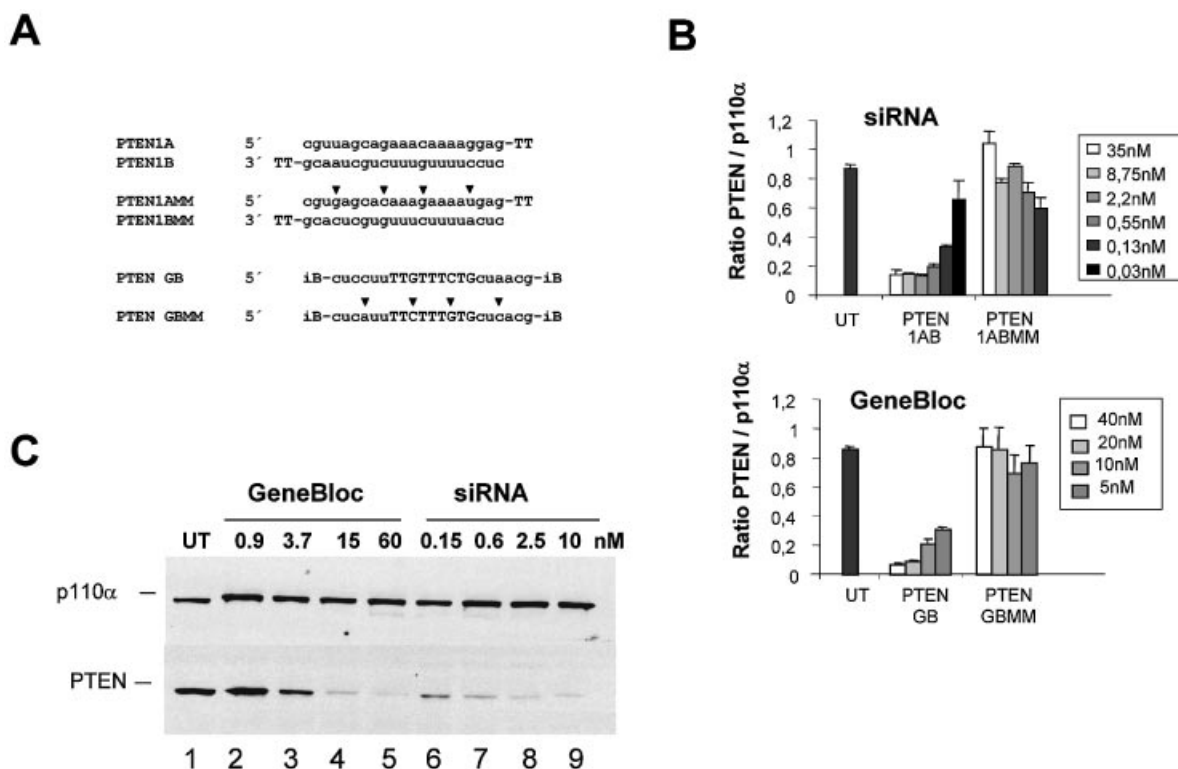 A
PTEN1A 5´ cguuagcagaaacaaaaggag-TT
PTEN1B 3´ TT-gcaaucgucuuuguuuuccuc
PTEN1AMM 5´ cgugagcacaaagaaaaugag-TT
PTEN1BMM 3´ TT-gcacucguguuucuuuuacuc
PTEN GB 5´ iB-cuccuuTTGTTTCTGCuaacg-iB
PTEN GBMM 5´ iB-cucauuTTCTTTGTGcucacg-iB
B
siRNA
Ratio PTEN / p110α
1,2
1
0,8
0,6
0,4
0,2
0
UT
PTEN 1AB
PTEN 1ABMM
35nM
8,75nM
2,2nM
0,55nM
0,13nM
0,03nM
GeneBloc
Ratio PTEN / p110α
1,2
1
0,8
0,6
0,4
0,2
0
UT
PTEN GB
PTEN GBMM
40nM
20nM
10nM
5nM
C
GeneBloc siRNA
UT 0.9 3.7 15 60 0.15 0.6 2.5 10 nM
p110α
PTEN
1 2 3 4 5 6 7 8 9